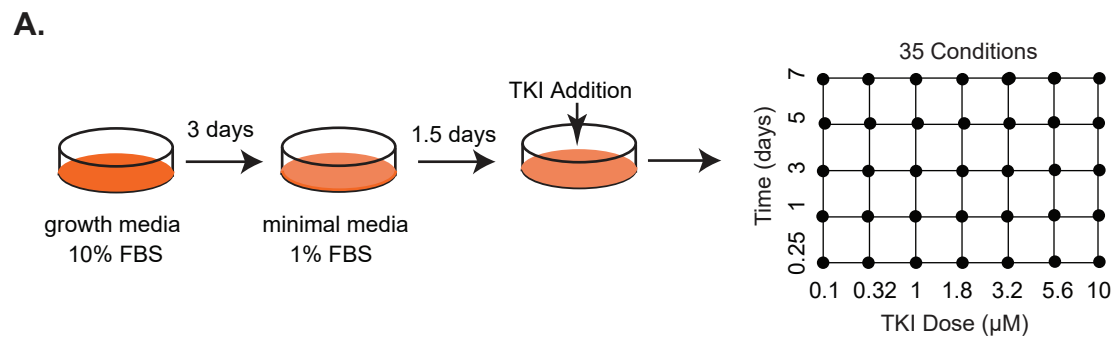 A.
3 days
1.5 days
TKI Addition
growth media
10% FBS
minimal media
1% FBS
35 Conditions
Time (days)
7
5
3
1
0.25
0.1 0.32 1 1.8 3.2 5.6 10
TKI Dose (µM)